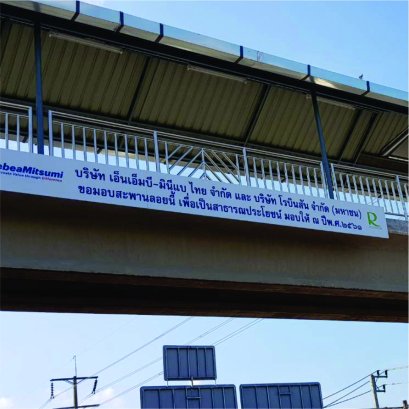 ebeaMitsumi
บริษัท เอ็นเอ็มบี-มินีแบ ไทย จำกัด และ บริษัท โรบินสัน จำกัด (มหาชน)
ขอมอบสะพานลอยนี้ เพื่อเป็นสาธารณประโยชน์ มอบให้ ณ ปีพ.ศ.๒๕๖๑
R